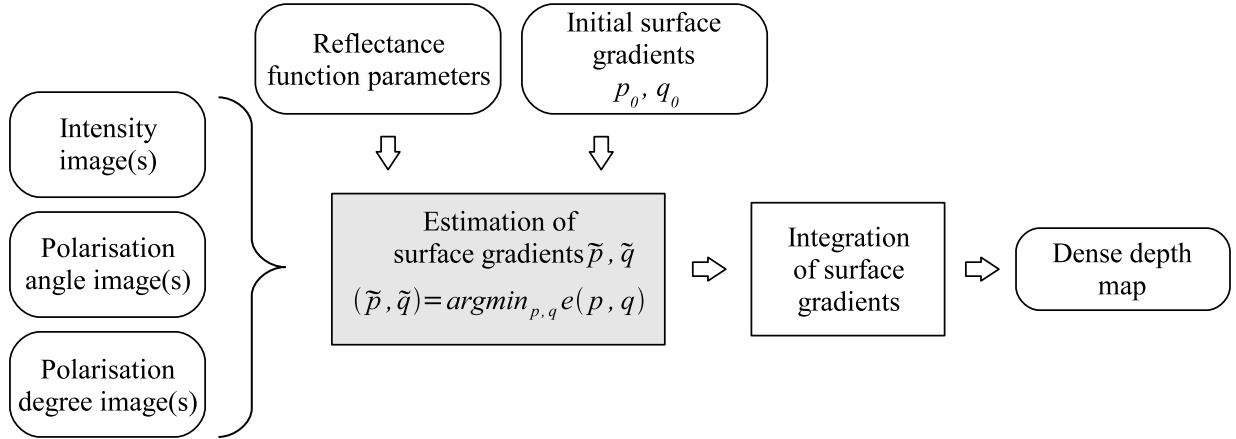 Reflectance
function parameters
Initial surface
gradients
p₀, q₀
Intensity
image(s)
Polarisation
angle image(s)
Polarisation
degree image(s)
Estimation of
surface gradients p̃, q̃
(p̃, q̃)=argminₚ,q e(p, q)
Integration
of surface
gradients
Dense depth
map